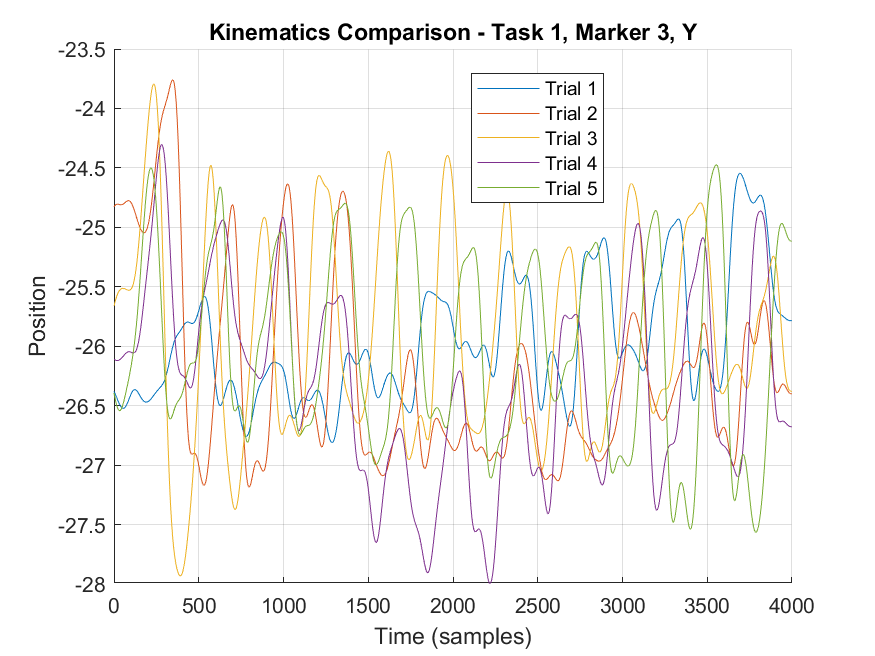 Kinematics Comparison - Task 1, Marker 3, Y
-23.5
-24
-24.5
-25
-25.5
-26
-26.5
-27
-27.5
-28
Position
Trial 1
Trial 2
Trial 3
Trial 4
Trial 5
0 500 1000 1500 2000 2500 3000 3500 4000
Time (samples)